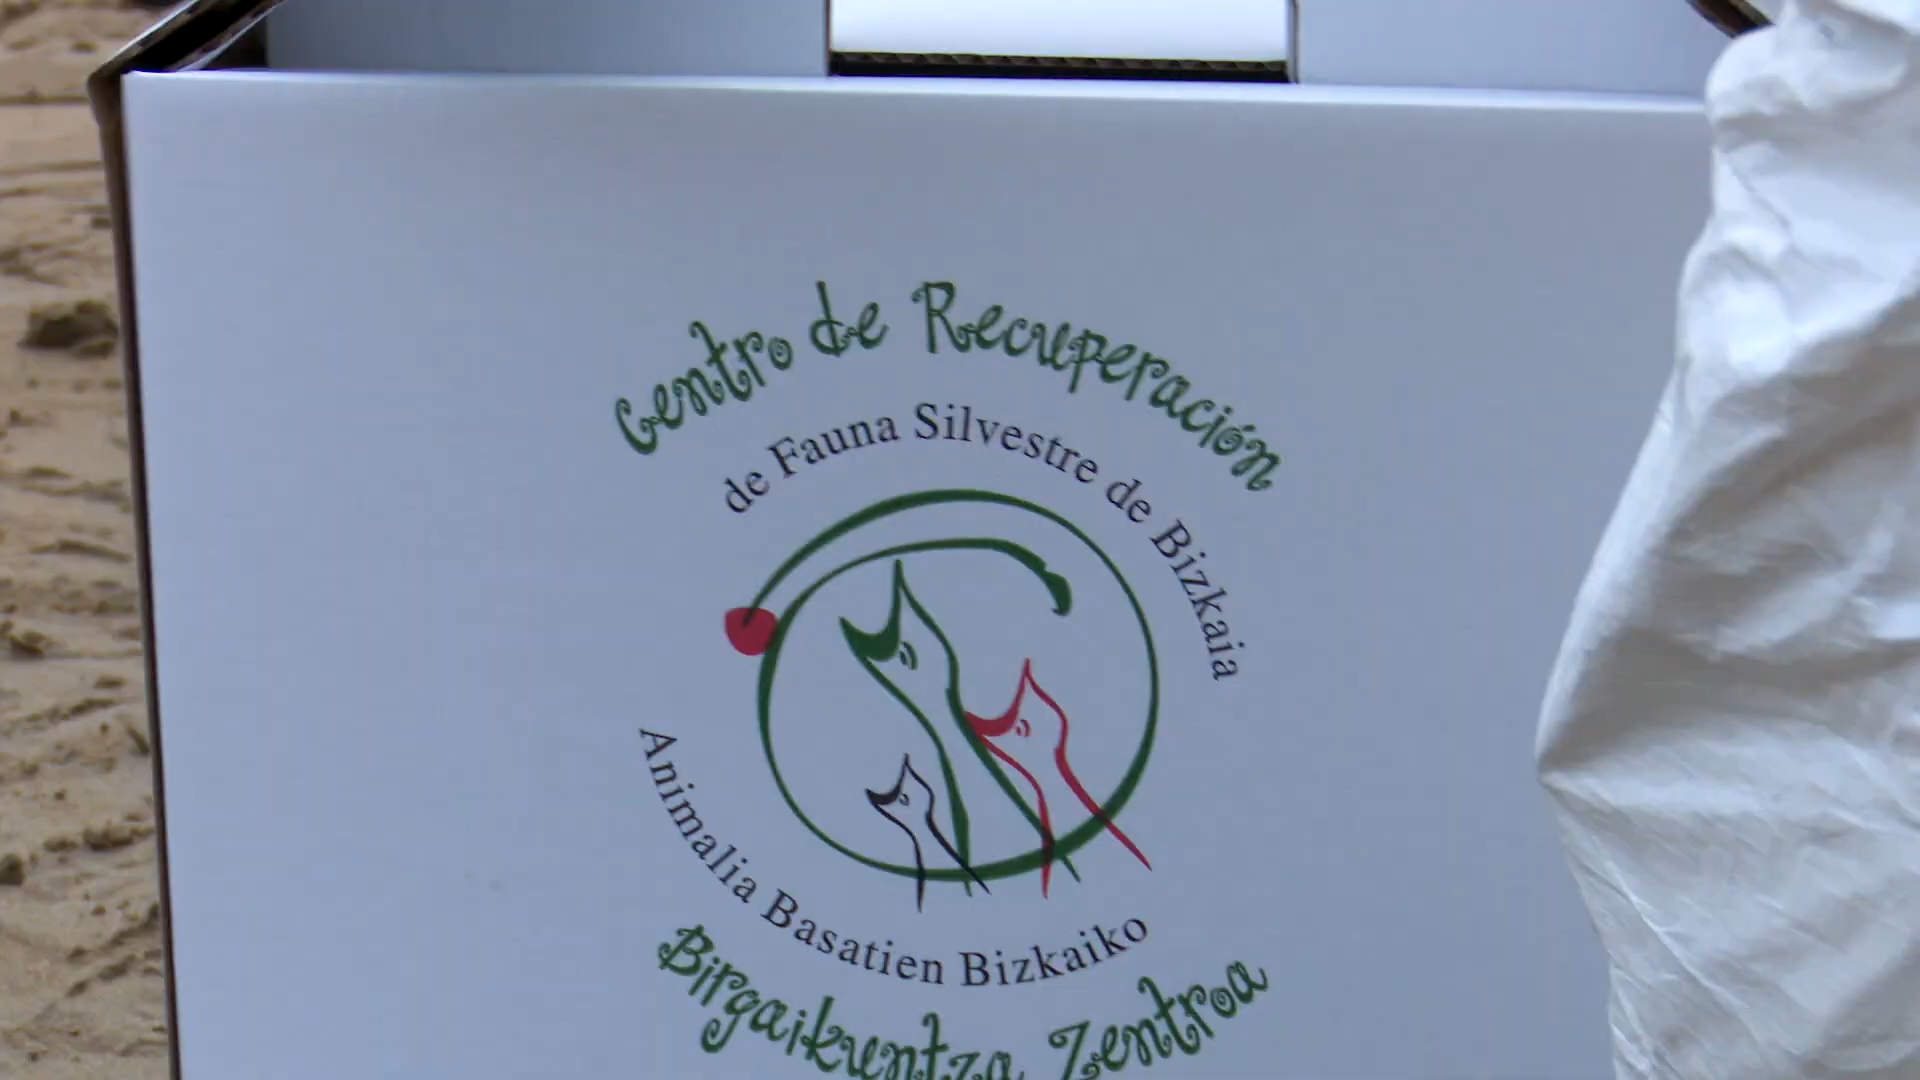 Centro de Recuperación
de Fauna Silvestre de Bizkaia
Animalia Basatien Bizkaiko
Birgaikuntza Zentroa